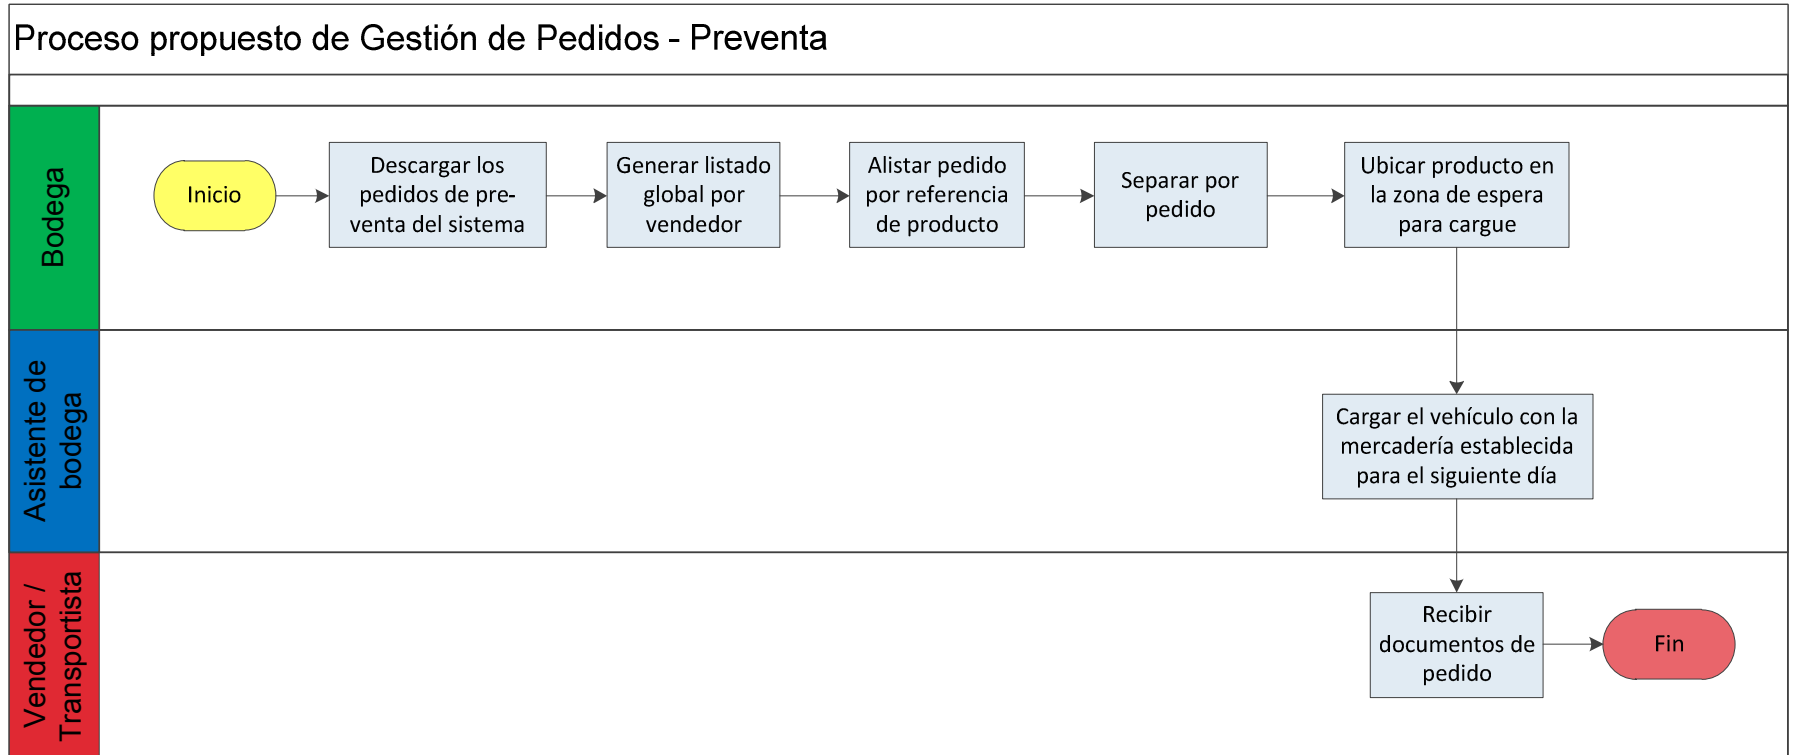 Proceso propuesto de Gestión de Pedidos - Preventa
Bodega
Inicio
Descargar los
pedidos de pre-
venta del sistema
Generar listado
global por
vendedor
Alistar pedido
por referencia
de producto
Separar por
pedido
Ubicar producto en
la zona de espera
para cargue
Asistente de
bodega
Cargar el vehículo con la
mercadería establecida
para el siguiente día
Vendedor /
Transportista
Recibir
documentos de
pedido
Fin